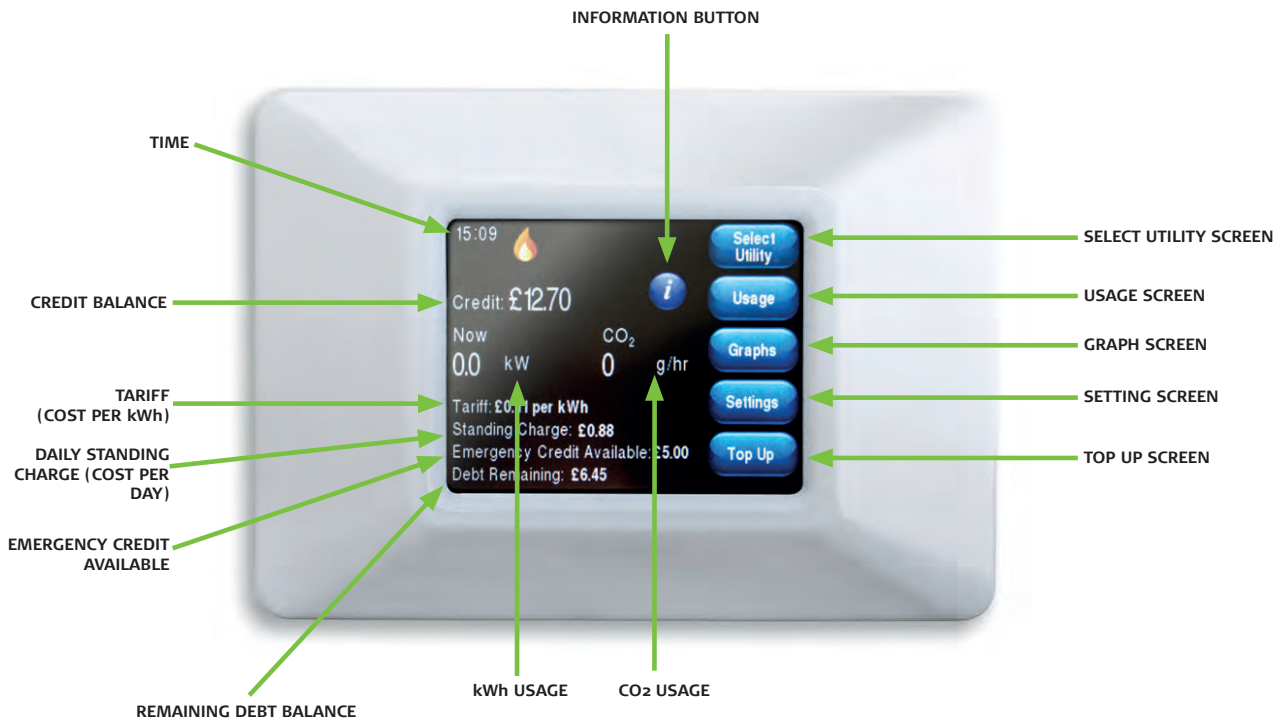 INFORMATION BUTTON
TIME
CREDIT BALANCE
TARIFF
(COST PER kWh)
DAILY STANDING
CHARGE (COST PER
DAY)
EMERGENCY CREDIT
AVAILABLE
REMAINING DEBT BALANCE
15:09
Credit: £12.70
i
Now
CO₂
0.0 kW
0 g/hr
Tariff: per kWh
Standing Charge: £0.88
Emergency Credit Available: £5.00
Debt Remaining: £6.45
Select
Utility
Usage
Graphs
Settings
Top Up
SELECT UTILITY SCREEN
USAGE SCREEN
GRAPH SCREEN
SETTING SCREEN
TOP UP SCREEN
kWh USAGE
CO2 USAGE